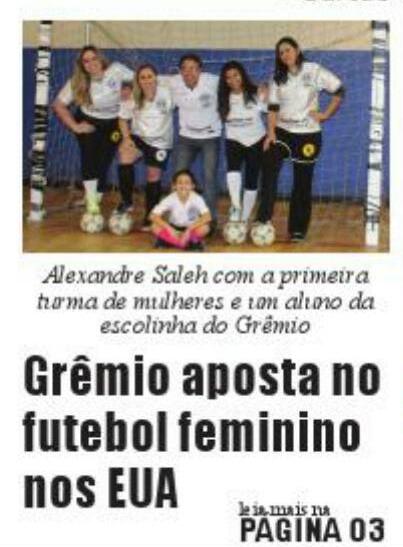 Alexandre Saleh com a primeira
turma de mulheres e um aluno da
escolinha do Grêmio
Grêmio aposta no
futebol feminino
nos EUA
leia mais na
PÁGINA 03